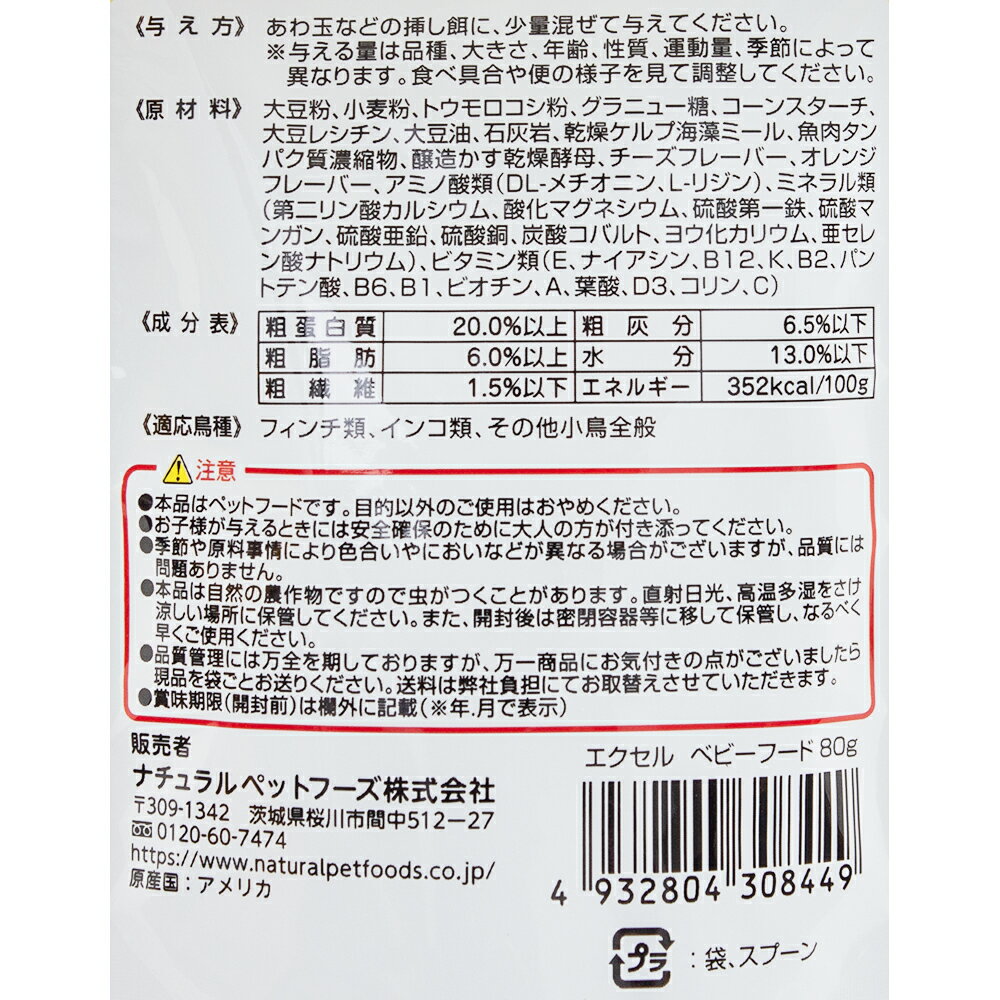 《与え方》 あわ玉などの挿し餌に、少量混ぜて与えてください。
※与える量は品種、大きさ、年齢、性質、運動量、季節によって
異なります。食べ具合や便の様子を見て調整してください。
《原材料》 大豆粉、小麦粉、トウモロコシ粉、グラニュー糖、コーンスターチ、
大豆レシチン、大豆油、石灰岩、乾燥ケルプ海藻ミール、魚肉タン
パク質濃縮物、醸造かす乾燥酵母、チーズフレーバー、オレンジ
フレーバー、アミノ酸類(DL-メチオニン、L-リジン)、ミネラル類
(第二リン酸カルシウム、酸化マグネシウム、硫酸第一鉄、硫酸マ
ンガン、硫酸亜鉛、硫酸銅、炭酸コバルト、ヨウ化カリウム、亜セレ
ン酸ナトリウム)、ビタミン類(E、ナイアシン、B12、K、B2、パン
トテン酸、B6、B1、ビオチン、A、葉酸、D3、コリン、C)
《成分表》 粗蛋白質 20.0%以上 粗灰分 6.5%以下
粗脂肪 6.0%以上 水分 13.0%以下
粗繊維 1.5%以下 エネルギー 352kcal/100g
《適応鳥種》 フィンチ類、インコ類、その他小鳥全般
注意
●本品はペットフードです。目的以外のご使用はおやめください。
●お子様が与えるときには安全確保のために大人の方が付き添ってください。
●季節や原料事情により色合いやにおいなどが異なる場合がございますが、品質には
問題ありません。
●本品は自然の農作物ですので虫がつくことがあります。直射日光、高温多湿をさけ
涼しい場所に保管してください。また、開封後は密閉容器等に移して保管し、なるべく
早くご使用ください。
●品質管理には万全を期しておりますが、万一商品にお気付きの点がございましたら
現品を袋ごとお送りください。送料は弊社負担にてお取替えさせていただきます。
●賞味期限(開封前)は欄外に記載(※年.月で表示)
販売者
ナチュラルペットフーズ株式会社
〒309-1342 茨城県桜川市間中512-27
0120-60-7474
https://www.naturalpetfoods.co.jp/
原産国:アメリカ
エクセル ベビーフード80g
4 932804 308449
プラ :袋、スプーン